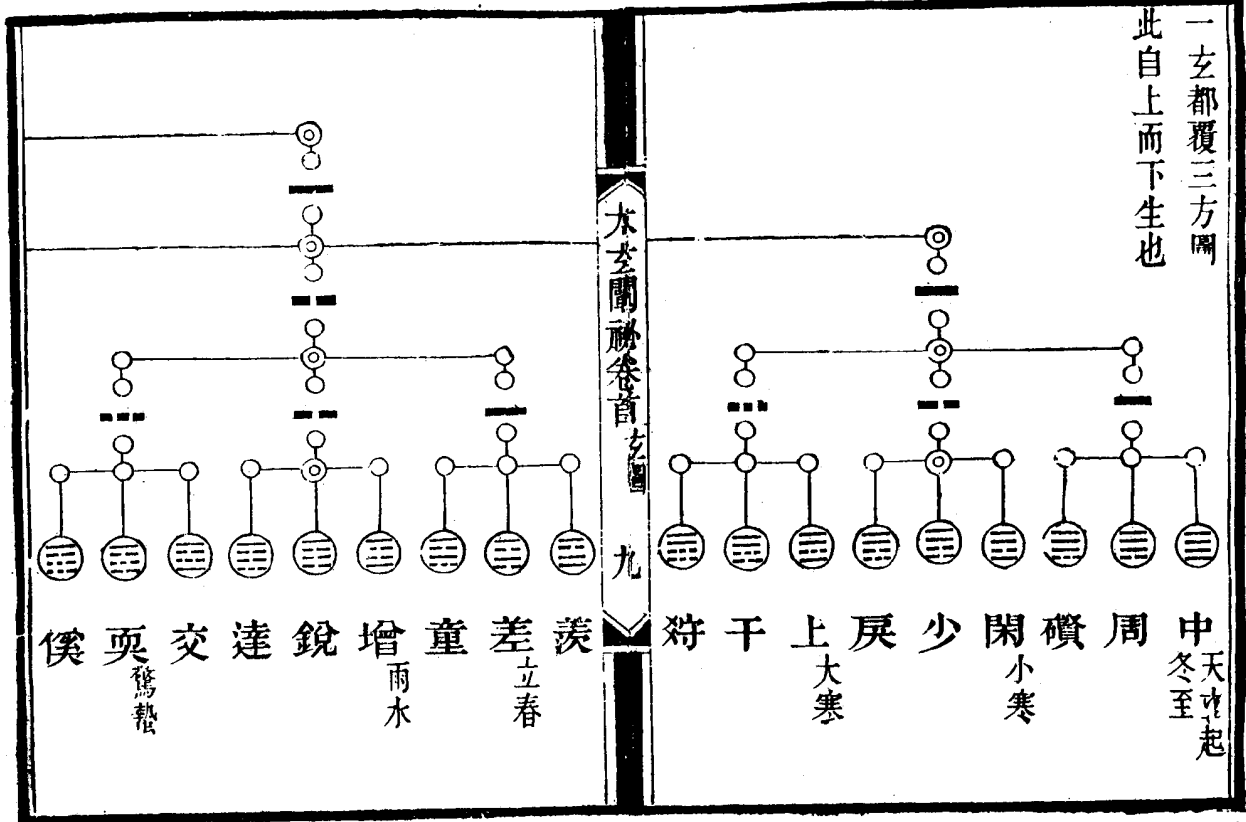 一玄都覆三方圖
此自上而下生也
中 天玄起冬至
周
礥
閑 小寒
少
戾
上 大寒
干
狩
太玄闡祕卷首 玄圖 九
羨
差 立春
童
增 雨水
銳
達
交
耎 驚蟄
傒